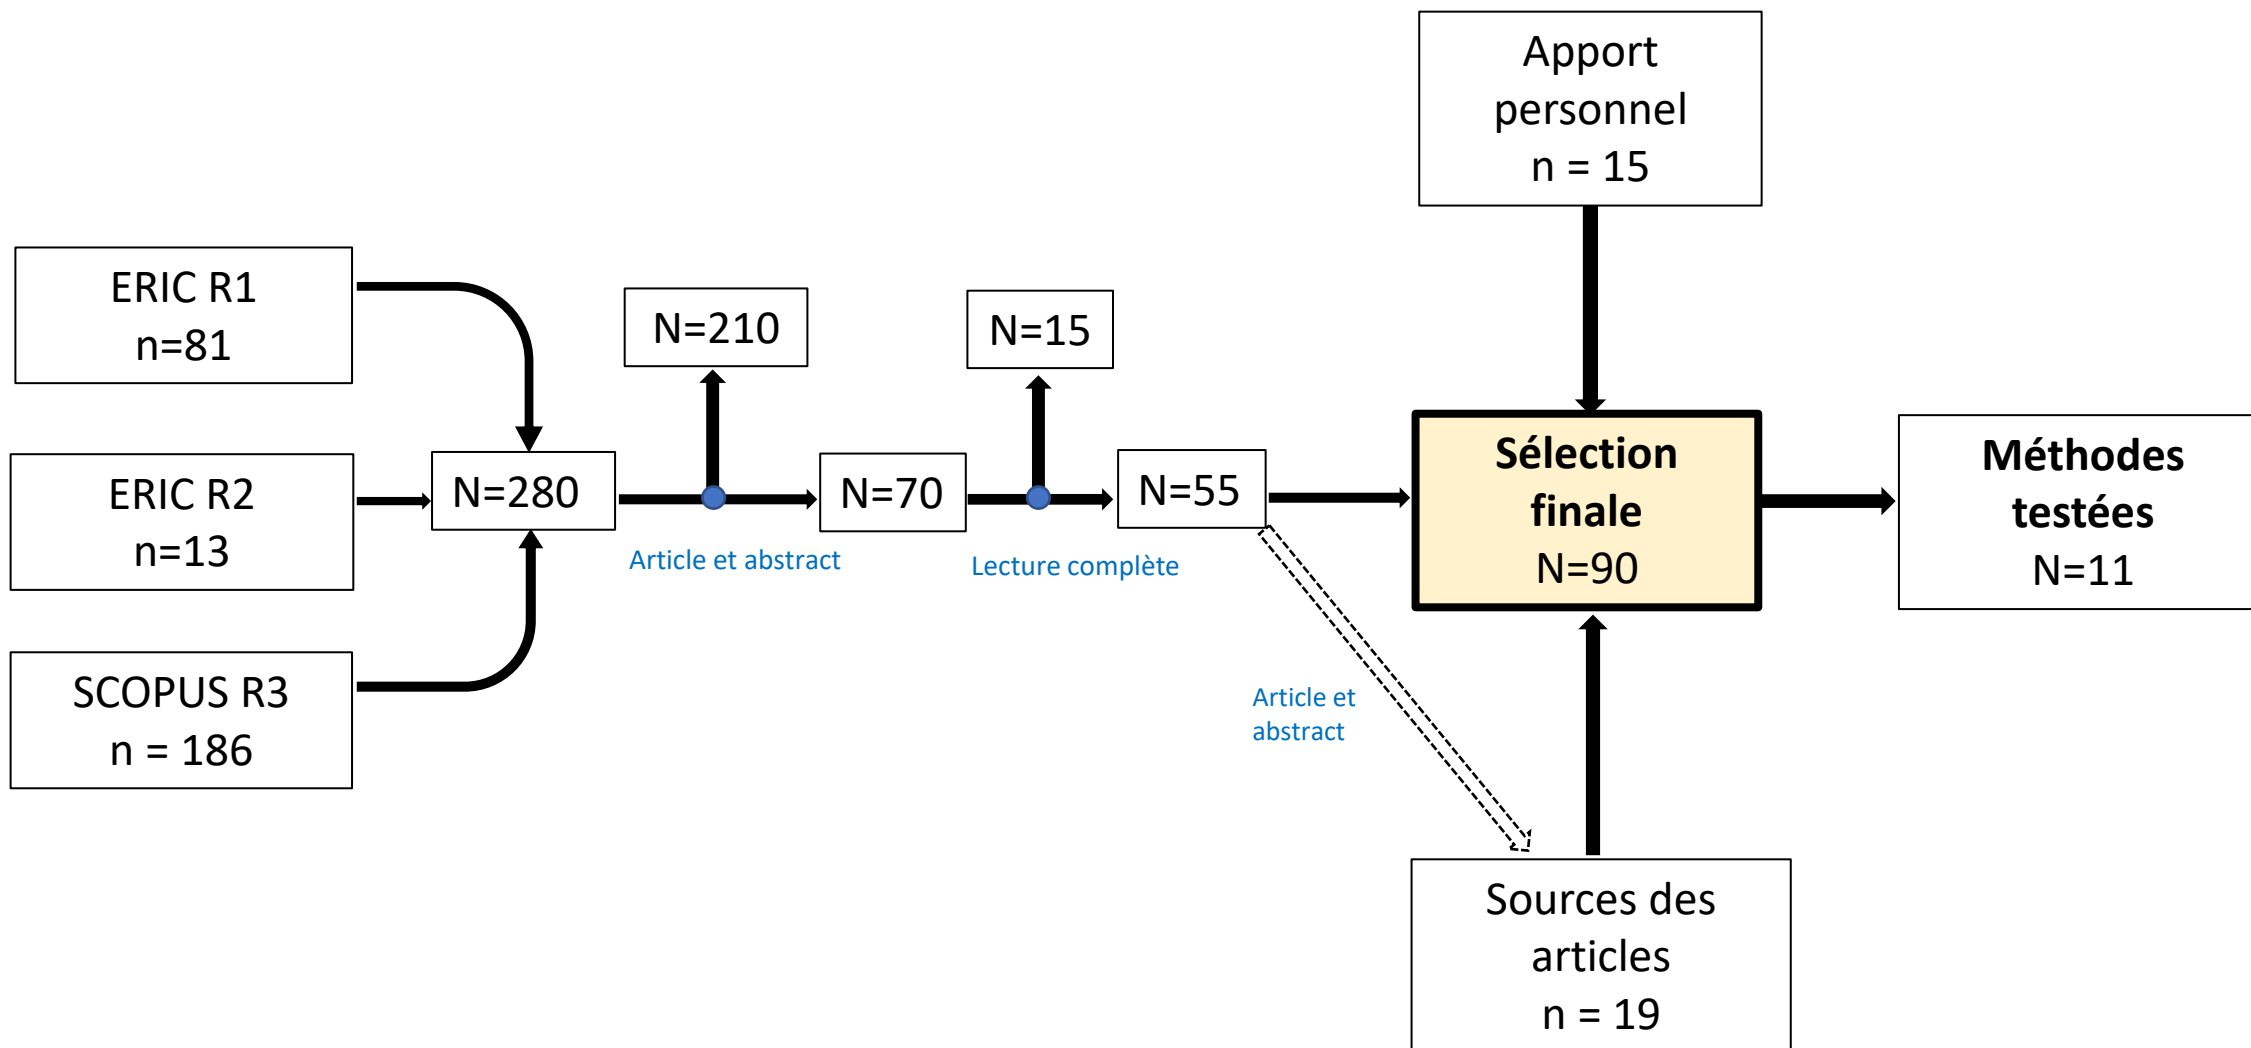 Apport
personnel
n = 15
ERIC R1
n=81
N=210
N=15
ERIC R2
n=13
N=280
N=70
N=55
Sélection
finale
N=90
Méthodes
testées
N=11
Article et abstract
Lecture complète
SCOPUS R3
n = 186
Article et
abstract
Sources des
articles
n = 19